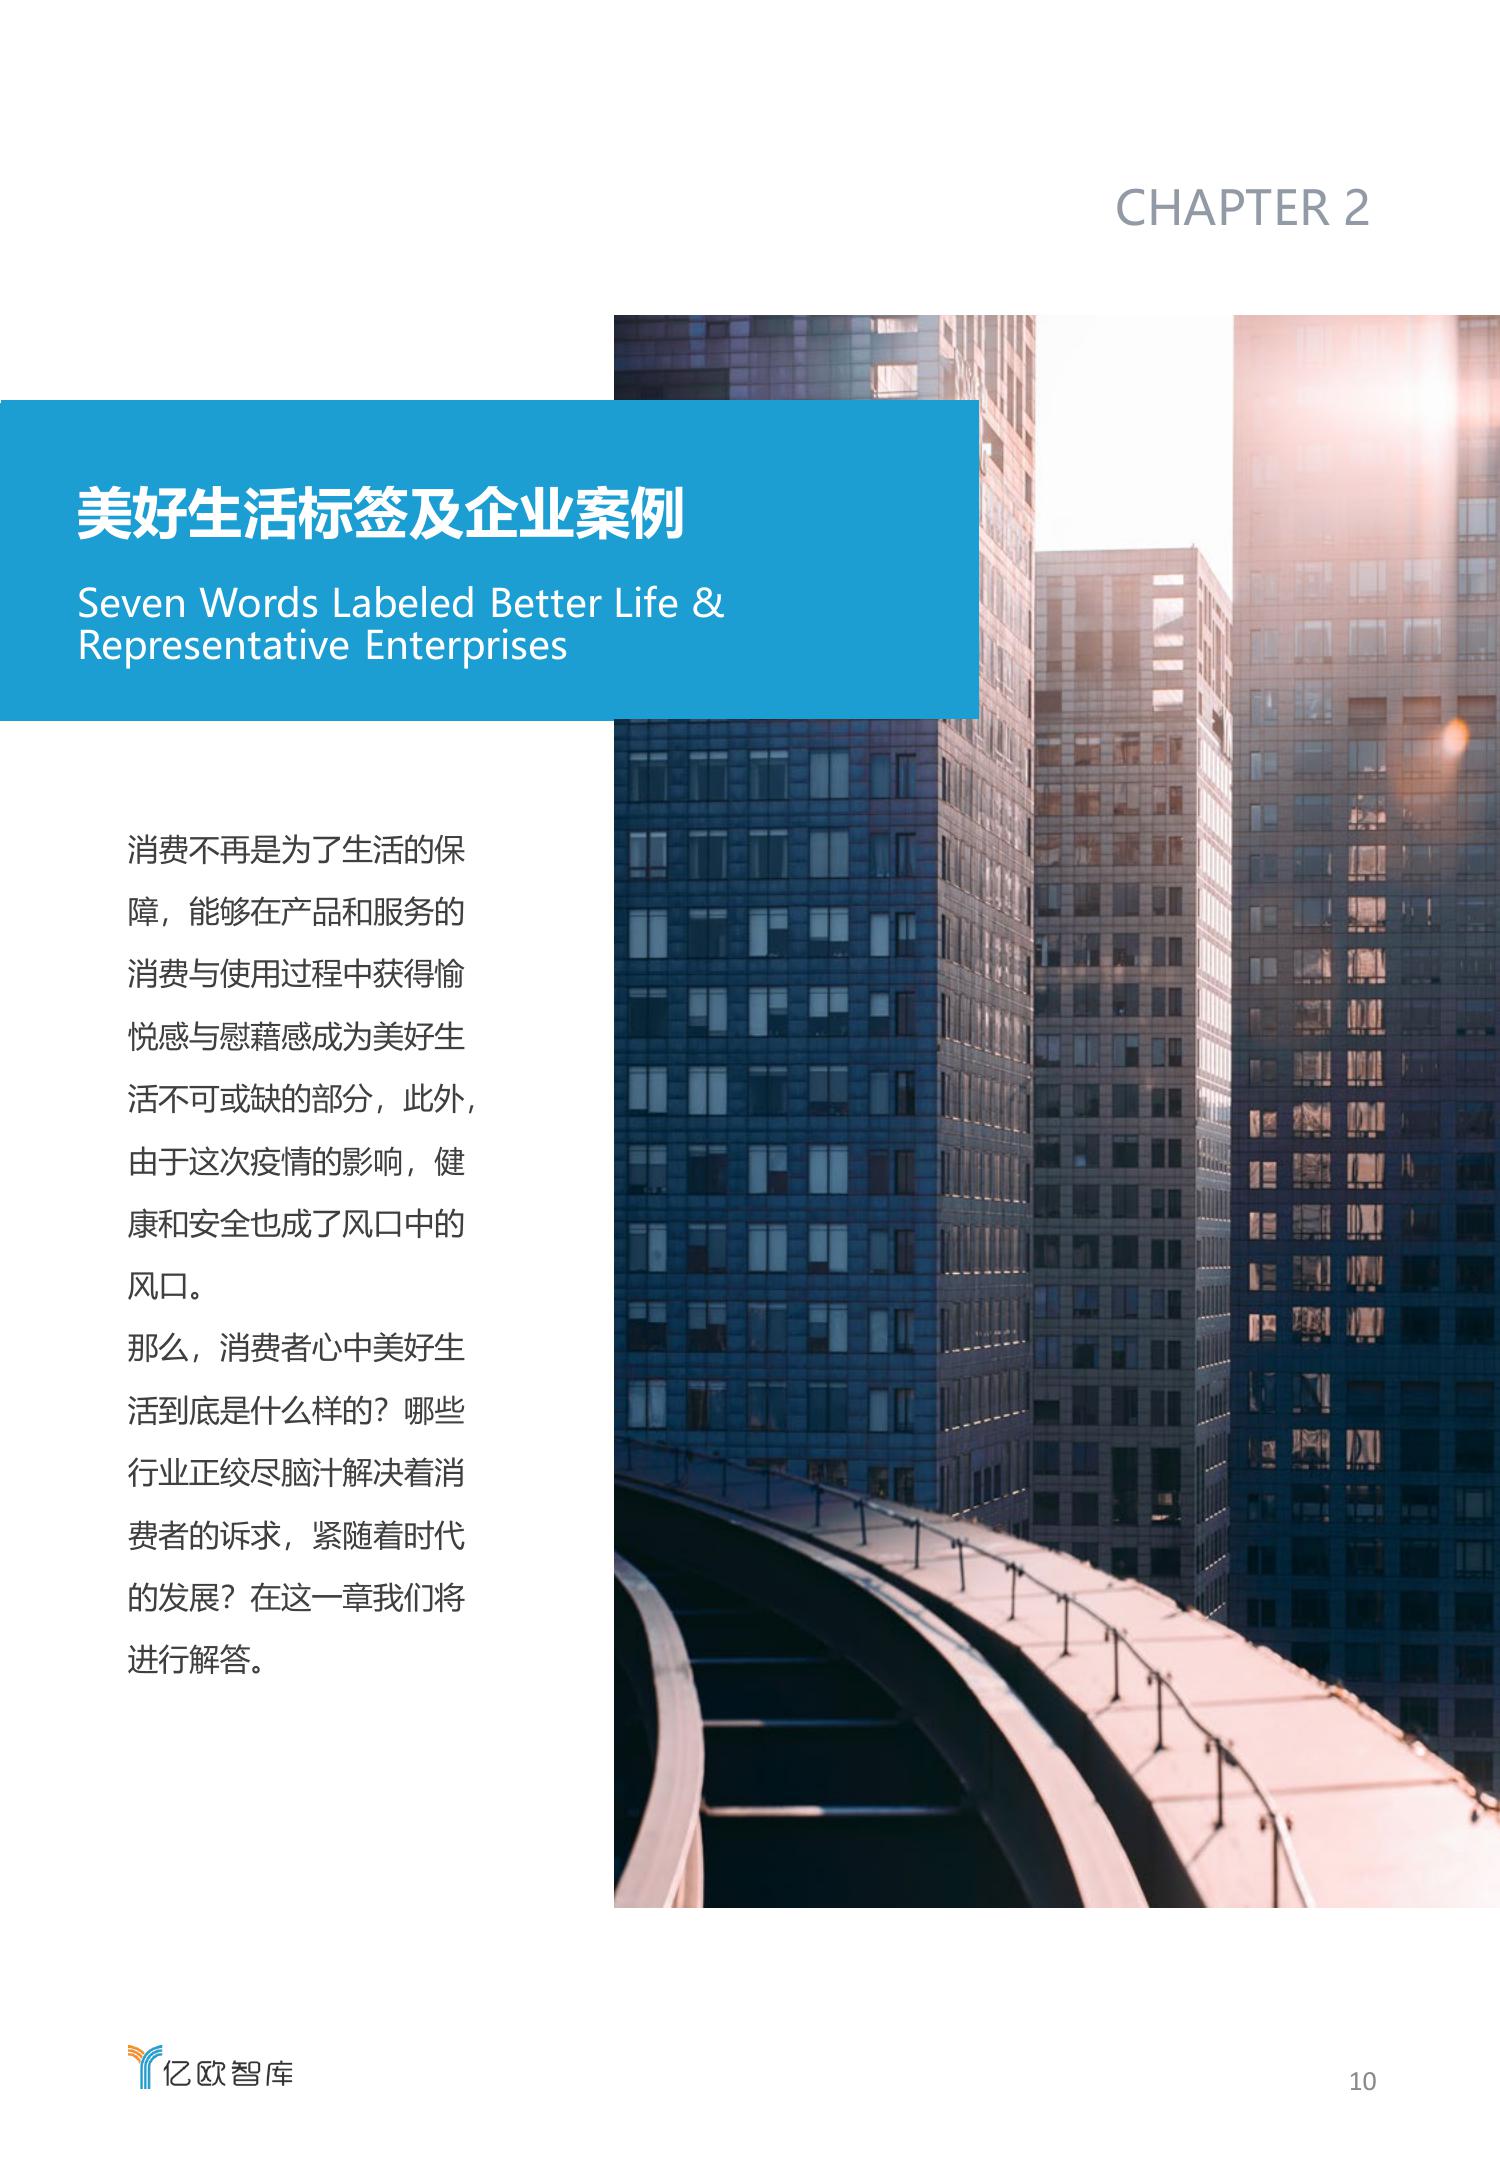 CHAPTER 2
美好生活标签及企业案例
Seven Words Labeled Better Life &
Representative Enterprises
消费不再是为了生活的保
障，能够在产品和服务的
消费与使用过程中获得愉
悦感与慰藉感成为美好生
活不可或缺的部分，此外，
由于这次疫情的影响，健
康和安全也成了风口中的
风口。
那么，消费者心中美好生
活到底是什么样的？哪些
行业正绞尽脑汁解决着消
费者的诉求，紧随着时代
的发展？在这一章我们将
进行解答。
亿欧智库
10